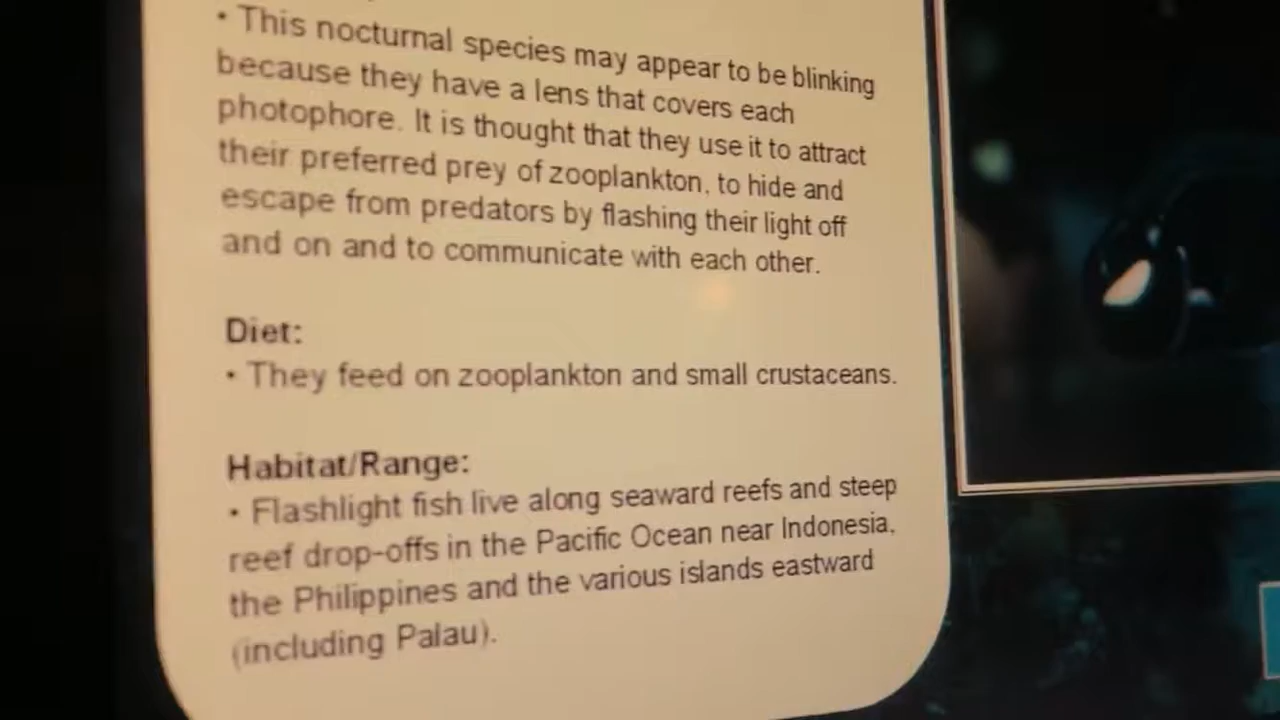 • This nocturnal species may appear to be blinking
because they have a lens that covers each
photophore. It is thought that they use it to attract
their preferred prey of zooplankton, to hide and
escape from predators by flashing their light off
and on and to communicate with each other.
Diet:
• They feed on zooplankton and small crustaceans.
Habitat/Range:
• Flashlight fish live along seaward reefs and steep
reef drop-offs in the Pacific Ocean near Indonesia,
the Philippines and the various islands eastward
(including Palau).